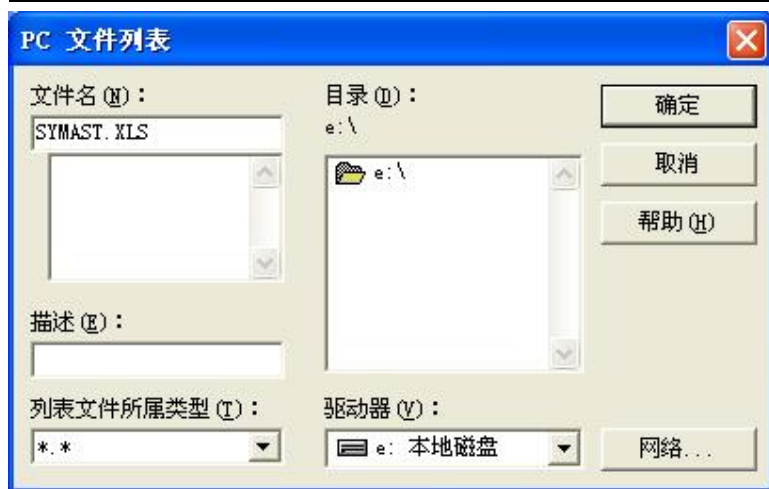 PC 文件列表
文件名(N)：
SYMAST.XLS
目录(D)：
e:\
e:\
确定
取消
帮助(H)
描述(E)：
列表文件所属类型(T)：
*.*
驱动器(V)：
e: 本地磁盘
网络...